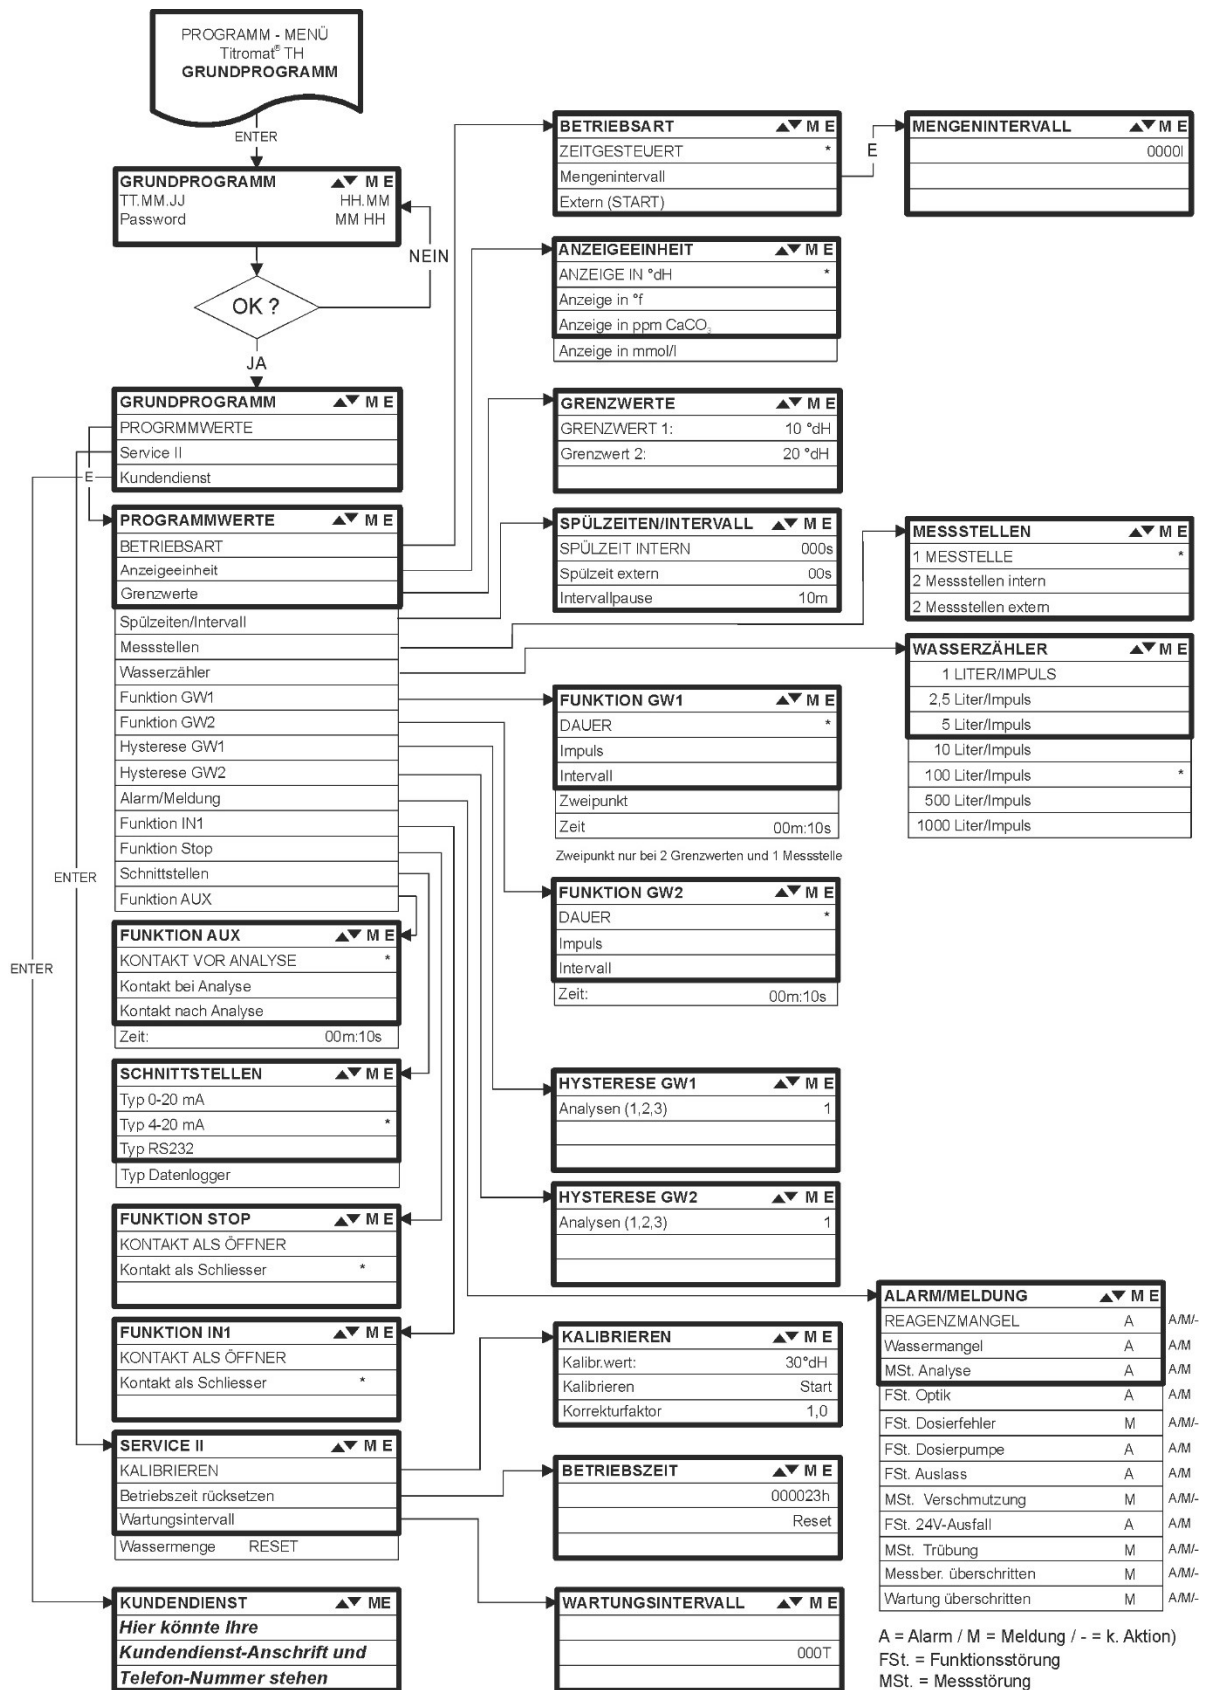 PROGRAMM - MENÜ
Titromat® TH
GRUNDPROGRAMM
ENTER
GRUNDPROGRAMM ▲▼ M E
TT.MM.JJ HH.MM
Password MM HH
NEIN
OK ?
JA
GRUNDPROGRAMM ▲▼ M E
PROGRMMWERTE
Service II
Kundendienst
E
PROGRAMMWERTE ▲▼ M E
BETRIEBSART
Anzeigeeinheit
Grenzwerte
Spülzeiten/Intervall
Messstellen
Wasserzähler
Funktion GW1
Funktion GW2
Hysterese GW1
Hysterese GW2
Alarm/Meldung
Funktion IN1
Funktion Stop
Schnittstellen
Funktion AUX
ENTER
ENTER
FUNKTION AUX ▲▼ M E
KONTAKT VOR ANALYSE *
Kontakt bei Analyse
Kontakt nach Analyse
Zeit: 00m:10s
SCHNITTSTELLEN ▲▼ M E
Typ 0-20 mA
Typ 4-20 mA *
Typ RS232
Typ Datenlogger
FUNKTION STOP ▲▼ M E
KONTAKT ALS ÖFFNER
Kontakt als Schliesser *
FUNKTION IN1 ▲▼ M E
KONTAKT ALS ÖFFNER
Kontakt als Schliesser *
SERVICE II ▲▼ M E
KALIBRIEREN
Betriebszeit rücksetzen
Wartungsintervall
Wassermenge RESET
KUNDENDIENST ▲▼ ME
Hier könnte Ihre
Kundendienst-Anschrift und
Telefon-Nummer stehen
BETRIEBSART ▲▼ M E
ZEITGESTEUERT *
Mengenintervall
Extern (START)
E
MENGENINTERVALL ▲▼ M E
0000l
ANZEIGEEINHEIT ▲▼ M E
ANZEIGE IN °dH *
Anzeige in °f
Anzeige in ppm CaCO₃
Anzeige in mmol/l
GRENZWERTE ▲▼ M E
GRENZWERT 1: 10 °dH
Grenzwert 2: 20 °dH
SPÜLZEITEN/INTERVALL ▲▼ M E
SPÜLZEIT INTERN 000s
Spülzeit extern 00s
Intervallpause 10m
MESSSTELLEN ▲▼ M E
1 MESSTELLE *
2 Messstellen intern
2 Messstellen extern
WASSERZÄHLER ▲▼ M E
1 LITER/IMPULS
2,5 Liter/Impuls
5 Liter/Impuls
10 Liter/Impuls
100 Liter/Impuls *
500 Liter/Impuls
1000 Liter/Impuls
FUNKTION GW1 ▲▼ M E
DAUER *
Impuls
Intervall
Zweipunkt
Zeit 00m:10s
Zweipunkt nur bei 2 Grenzwerten und 1 Messstelle
FUNKTION GW2 ▲▼ M E
DAUER *
Impuls
Intervall
Zeit: 00m:10s
HYSTERESE GW1 ▲▼ M E
Analysen (1,2,3) 1
HYSTERESE GW2 ▲▼ M E
Analysen (1,2,3) 1
KALIBRIEREN ▲▼ M E
Kalibr.wert: 30°dH
Kalibrieren Start
Korrekturfaktor 1,0
BETRIEBSZEIT ▲▼ M E
000023h
Reset
WARTUNGSINTERVALL ▲▼ M E
000T
ALARM/MELDUNG ▲▼ M E
REAGENZMANGEL A A/M/-
Wassermangel A A/M
MSt. Analyse A A/M
FSt. Optik A A/M
FSt. Dosierfehler M A/M/-
FSt. Dosierpumpe A A/M
FSt. Auslass A A/M
MSt. Verschmutzung M A/M/-
FSt. 24V-Ausfall A A/M
MSt. Trübung M A/M/-
Messber. überschritten M A/M/-
Wartung überschritten M A/M/-
A = Alarm / M = Meldung / - = k. Aktion)
FSt. = Funktionsstörung
MSt. = Messstörung